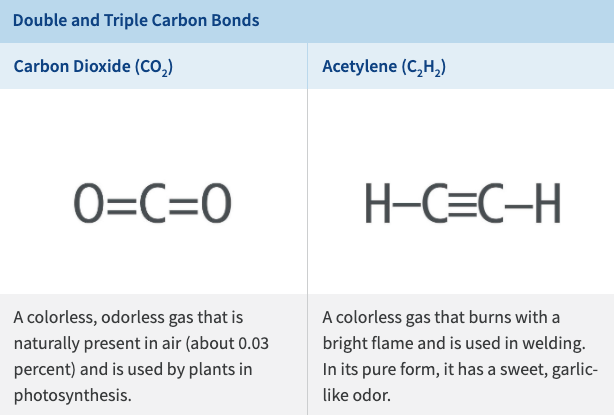 Double and Triple Carbon Bonds
Carbon Dioxide (CO₂)
Acetylene (C₂H₂)
O=C=O
H–C≡C–H
A colorless, odorless gas that is
naturally present in air (about 0.03
percent) and is used by plants in
photosynthesis.
A colorless gas that burns with a
bright flame and is used in welding.
In its pure form, it has a sweet, garlic-
like odor.